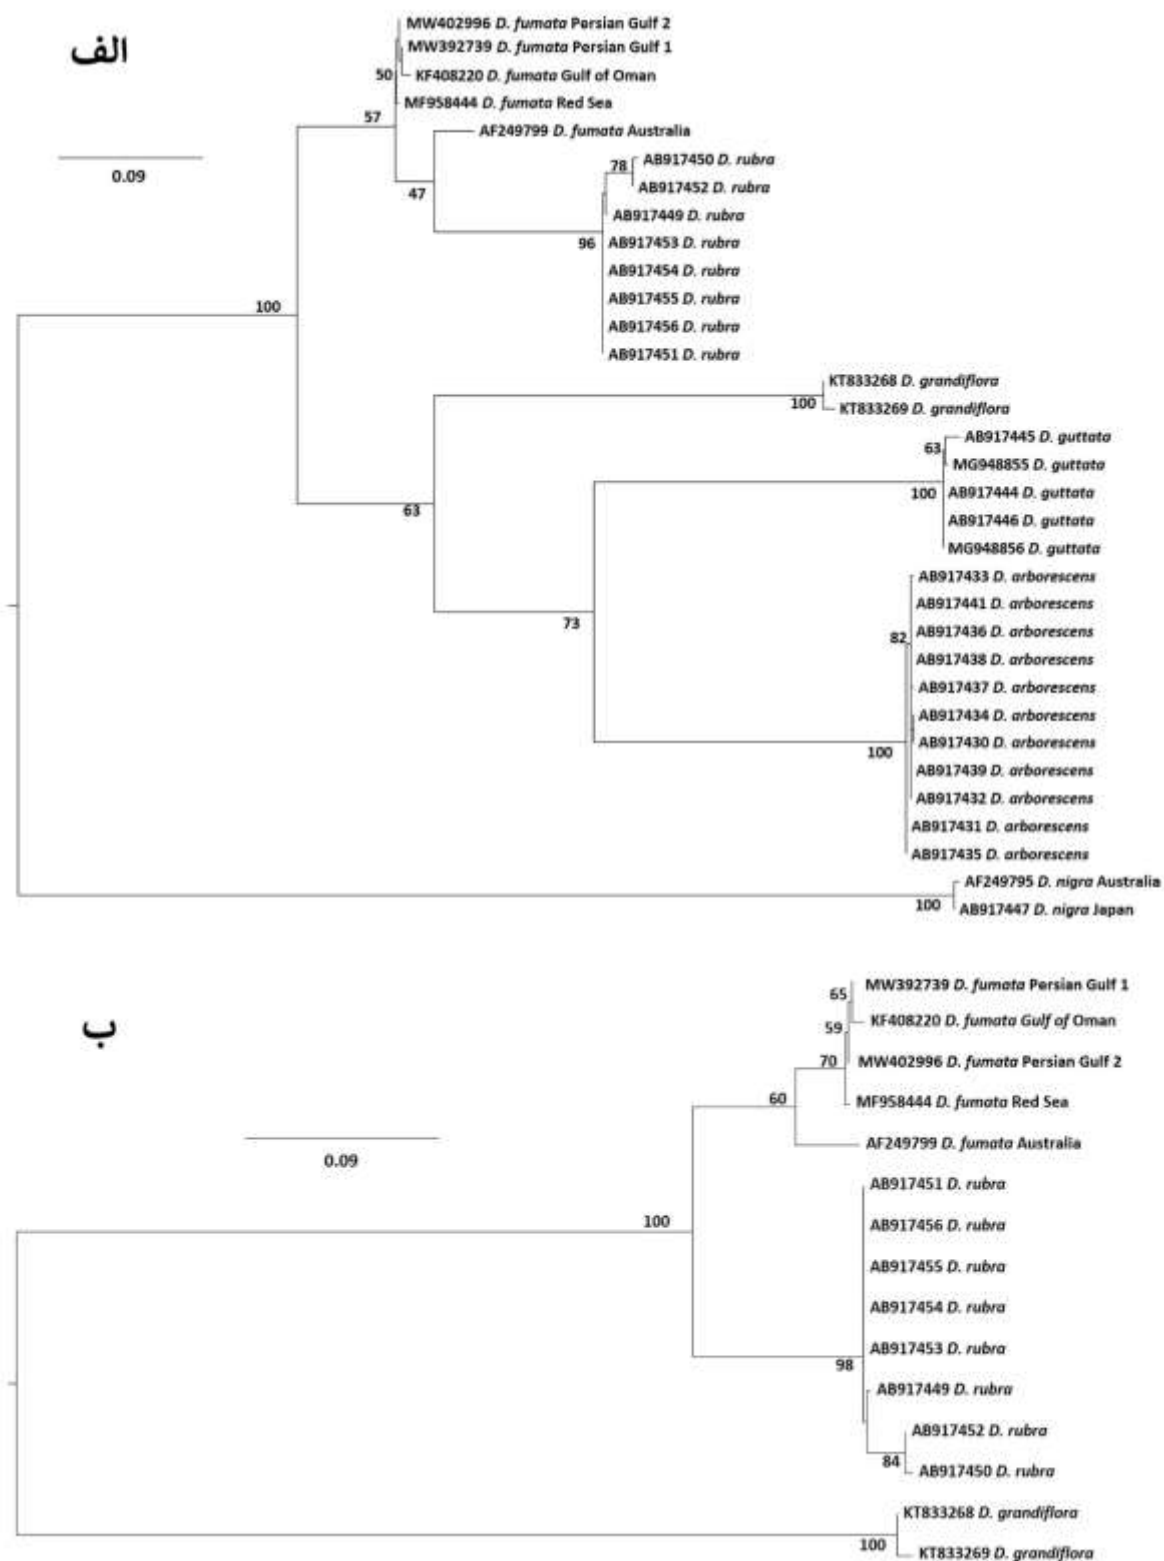 الف
MW402996 D. fumata Persian Gulf 2
MW392739 D. fumata Persian Gulf 1
50
KF408220 D. fumata Gulf of Oman
MF958444 D. fumata Red Sea
57
AF249799 D. fumata Australia
0.09
78
AB917450 D. rubra
AB917452 D. rubra
47
AB917449 D. rubra
96
AB917453 D. rubra
AB917454 D. rubra
AB917455 D. rubra
100
AB917456 D. rubra
AB917451 D. rubra
KT833268 D. grandiflora
100
KT833269 D. grandiflora
AB917445 D. guttata
63
MG948855 D. guttata
100
AB917444 D. guttata
63
AB917446 D. guttata
MG948856 D. guttata
AB917433 D. arborescens
AB917441 D. arborescens
73
82
AB917436 D. arborescens
AB917438 D. arborescens
AB917437 D. arborescens
AB917434 D. arborescens
AB917430 D. arborescens
100
AB917439 D. arborescens
AB917432 D. arborescens
AB917431 D. arborescens
AB917435 D. arborescens
AF249795 D. nigra Australia
100
AB917447 D. nigra Japan
ب
MW392739 D. fumata Persian Gulf 1
65
KF408220 D. fumata Gulf of Oman
59
MW402996 D. fumata Persian Gulf 2
70
MF958444 D. fumata Red Sea
60
AF249799 D. fumata Australia
0.09
AB917451 D. rubra
100
AB917456 D. rubra
AB917455 D. rubra
AB917454 D. rubra
AB917453 D. rubra
98
AB917449 D. rubra
AB917452 D. rubra
84
AB917450 D. rubra
KT833268 D. grandiflora
100
KT833269 D. grandiflora